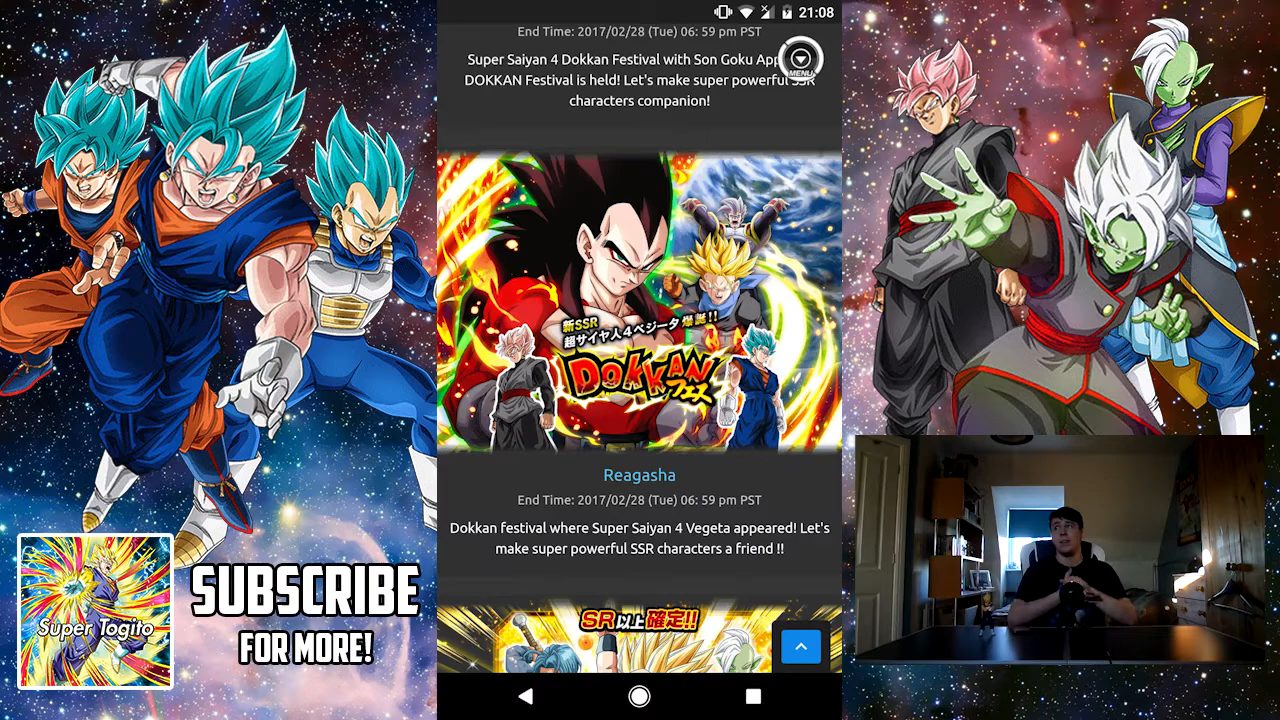 21:08
End Time: 2017/02/28 (Tue) 06: 59 pm PST
Super Saiyan 4 Dokkan Festival with Son Goku App
DOKKAN Festival is held! Let's make super powerful SSR
characters companion!
MENU
新SSR
超サイヤ人4ベジータ爆誕!!
DOKKAN
フェス
Reagasha
End Time: 2017/02/28 (Tue) 06: 59 pm PST
Dokkan festival where Super Saiyan 4 Vegeta appeared! Let's
make super powerful SSR characters a friend !!
SR以上確定!!
Super Togito
SUBSCRIBE
FOR MORE!